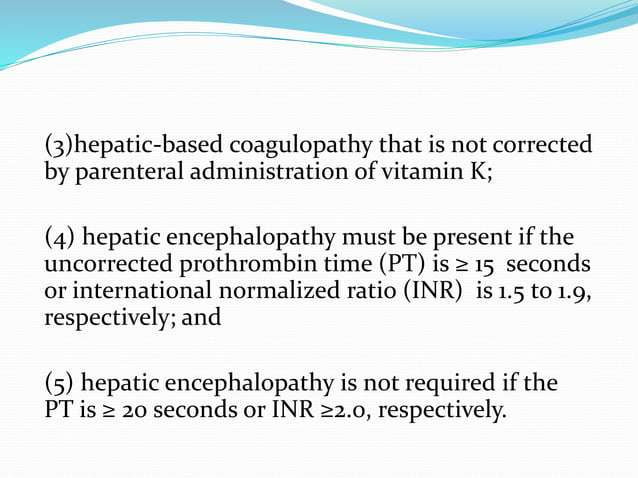 (3)hepatic-based coagulopathy that is not corrected
by parenteral administration of vitamin K;
(4) hepatic encephalopathy must be present if the
uncorrected prothrombin time (PT) is ≥ 15 seconds
or international normalized ratio (INR) is 1.5 to 1.9,
respectively; and
(5) hepatic encephalopathy is not required if the
PT is ≥ 20 seconds or INR ≥2.0, respectively.